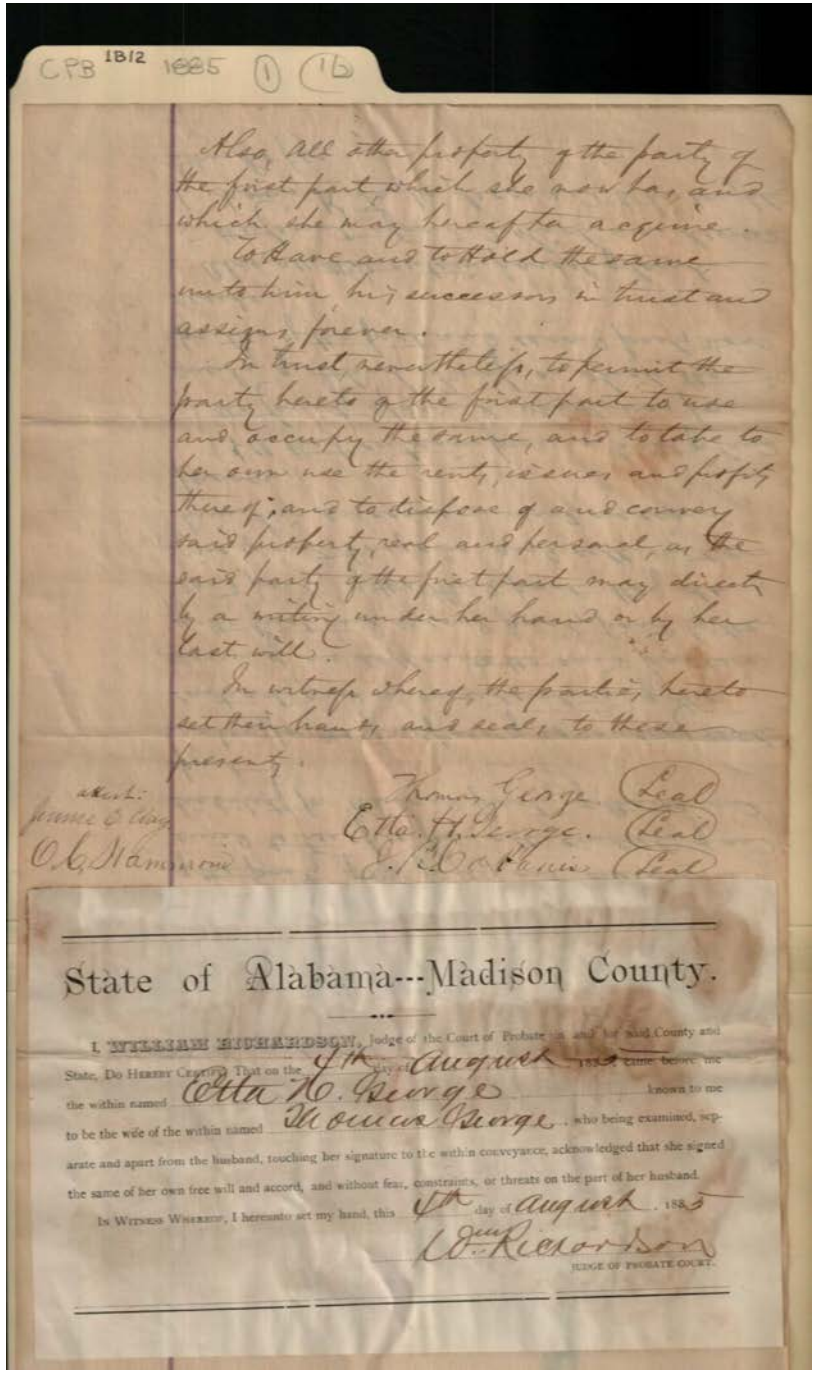 CPB 1B12 1885 1 1b
Also, all other property of the party of
the first part, which she now has, and
which she may hereafter acquire.
To Have and to Hold the same
unto him his successors in trust and
assigns, forever.
In trust nevertheless, to permit the
party hereto of the first part to use
and occupy the same, and to take to
her own use the rents, issues and profits
thereof; and to dispose of and convey
said property, real and personal, as the
said party of the first part may direct
by a writing under her hand or by her
last will.
In witness whereof, the parties hereto
set their hands and seals to these
presents.
attest:
Thomas George (Seal)
Jennie C. Clay
Etta. H. George. (Seal)
O. C. Hammond
(Seal)
State of Alabama---Madison County.
I, WILLIAM RICHARDSON, Judge of the Court of Probate in and for said County and
State, Do HEREBY CERTIFY, That on the 4th day of August 1885, came before me
the within named Etta H. George known to me
to be the wife of the within named Thomas George, who being examined, sep-
arate and apart from the husband, touching her signature to the within conveyance, acknowledged that she signed
the same of her own free will and accord, and without fear, constraints, or threats on the part of her husband.
IN WITNESS WHEREOF, I hereunto set my hand, this 4th day of August, 1885
Wm Richardson
JUDGE OF PROBATE COURT.